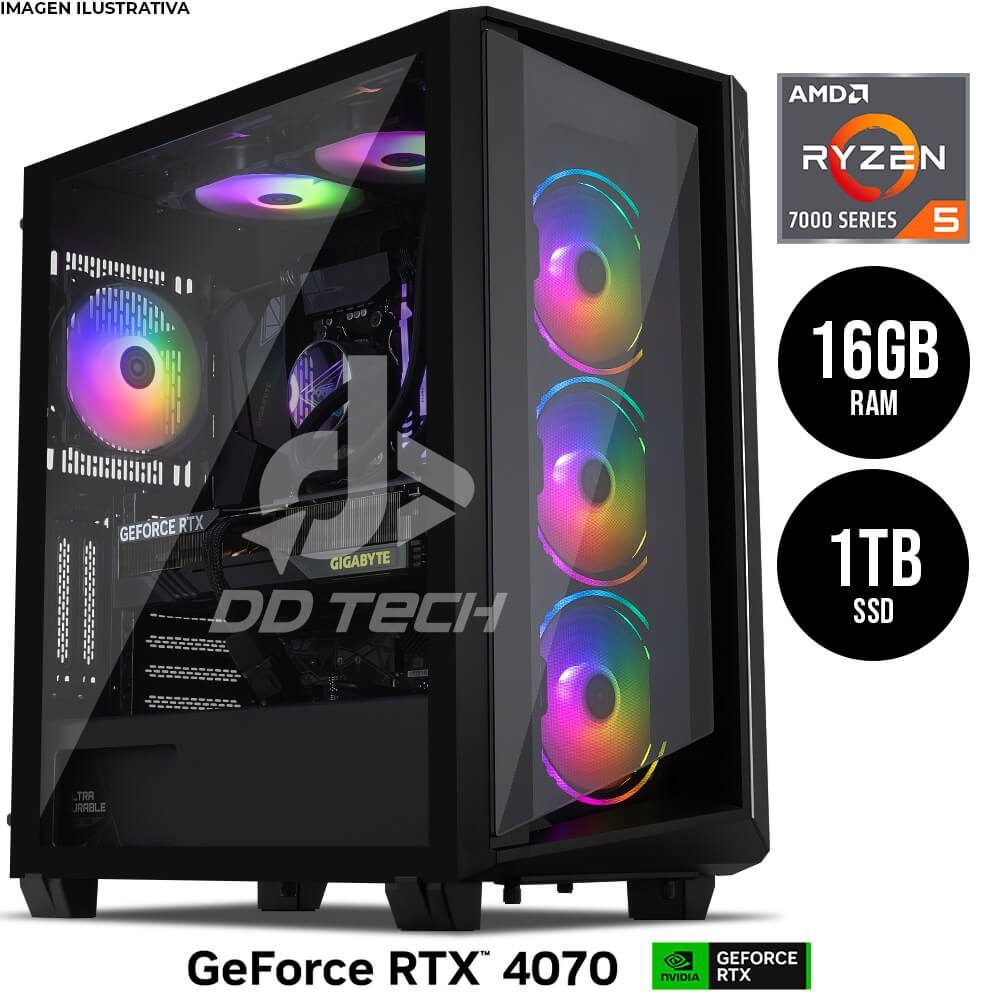 IMAGEN ILUSTRATIVA
AMD
RYZEN
7000 SERIES 5
16GB
RAM
1TB
SSD
GEFORCE RTX
GIGABYTE
DD TECH
GeForce RTX™ 4070
NVIDIA
GEFORCE
RTX